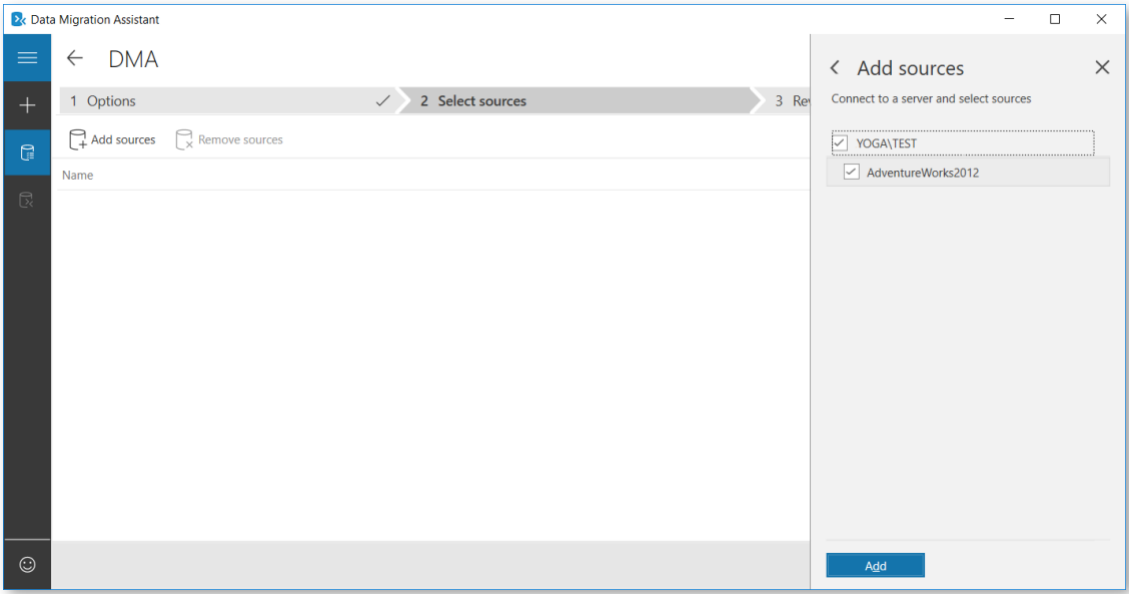 Data Migration Assistant
DMA
1 Options
2 Select sources
3 Re
Add sources
Remove sources
Name
Add sources
Connect to a server and select sources
YOGA\TEST
AdventureWorks2012
Add